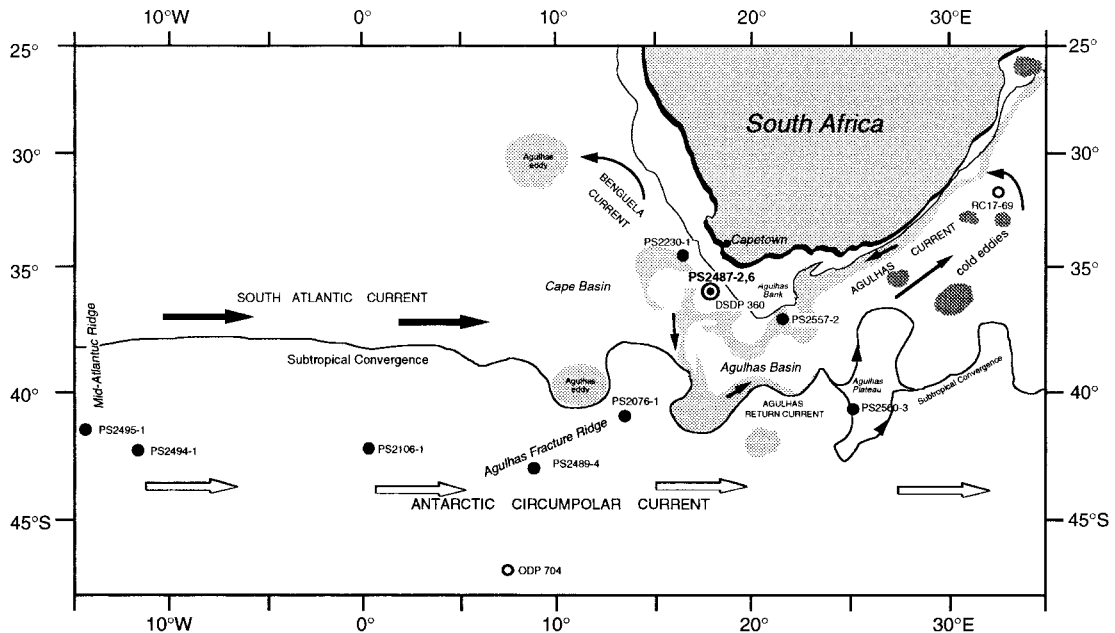 10°W 0° 10° 20° 30°E
25° 25°
South Africa
30° 30°
Agulhas
eddy
BENGUELA
CURRENT
RC17-69
Capetown
PS2230-1
AGULHAS CURRENT
cold eddies
35° 35°
PS2487-2,6
Cape Basin
Agulhas
Bank
DSDP 360
SOUTH ATLANTIC CURRENT
PS2557-2
Mid-Atlantuc Ridge
Subtropical Convergence
Agulhas Basin
Agulhas
eddy
Agulhas
Plateau
Subtropical Convergence
40° 40°
PS2076-1
AGULHAS
RETURN CURRENT
PS2560-3
PS2495-1
PS2494-1
PS2106-1
Agulhas Fracture Ridge
PS2489-4
ANTARCTIC CIRCUMPOLAR CURRENT
45°S 45°S
ODP 704
10°W 0° 10° 20° 30°E